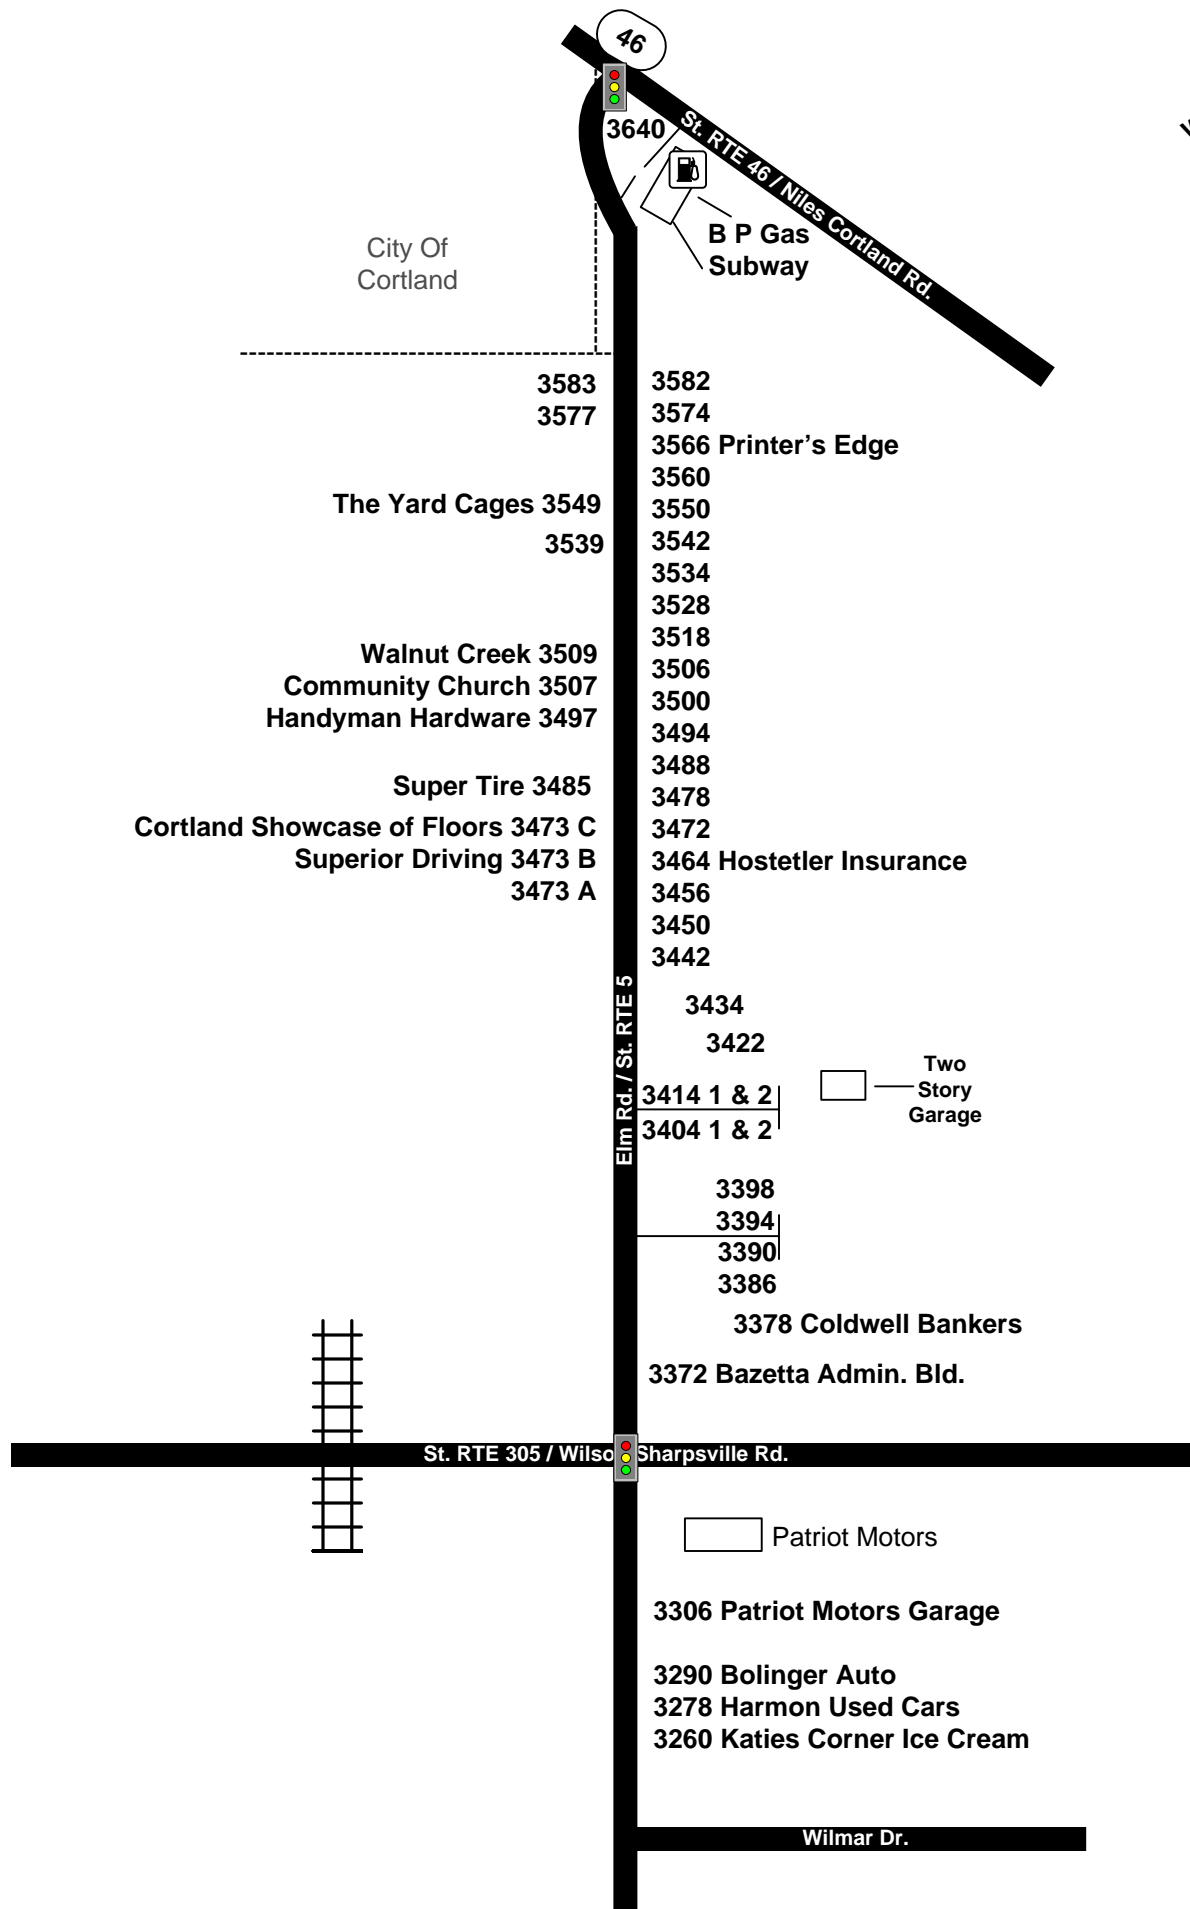 46
3640
St. RTE 46 / Niles Cortland Rd.
B P Gas
Subway
City Of
Cortland
3583
3577
The Yard Cages 3549
3539
Walnut Creek 3509
Community Church 3507
Handyman Hardware 3497
Super Tire 3485
Cortland Showcase of Floors 3473 C
Superior Driving 3473 B
3473 A
3582
3574
3566 Printer’s Edge
3560
3550
3542
3534
3528
3518
3506
3500
3494
3488
3478
3472
3464 Hostetler Insurance
3456
3450
3442
3434
3422
Elm Rd. / St. RTE 5
3414 1 & 2
3404 1 & 2
Two
Story
Garage
3398
3394
3390
3386
3378 Coldwell Bankers
3372 Bazetta Admin. Bld.
St. RTE 305 / Wilso Sharpsville Rd.
Patriot Motors
3306 Patriot Motors Garage
3290 Bolinger Auto
3278 Harmon Used Cars
3260 Katies Corner Ice Cream
Wilmar Dr.